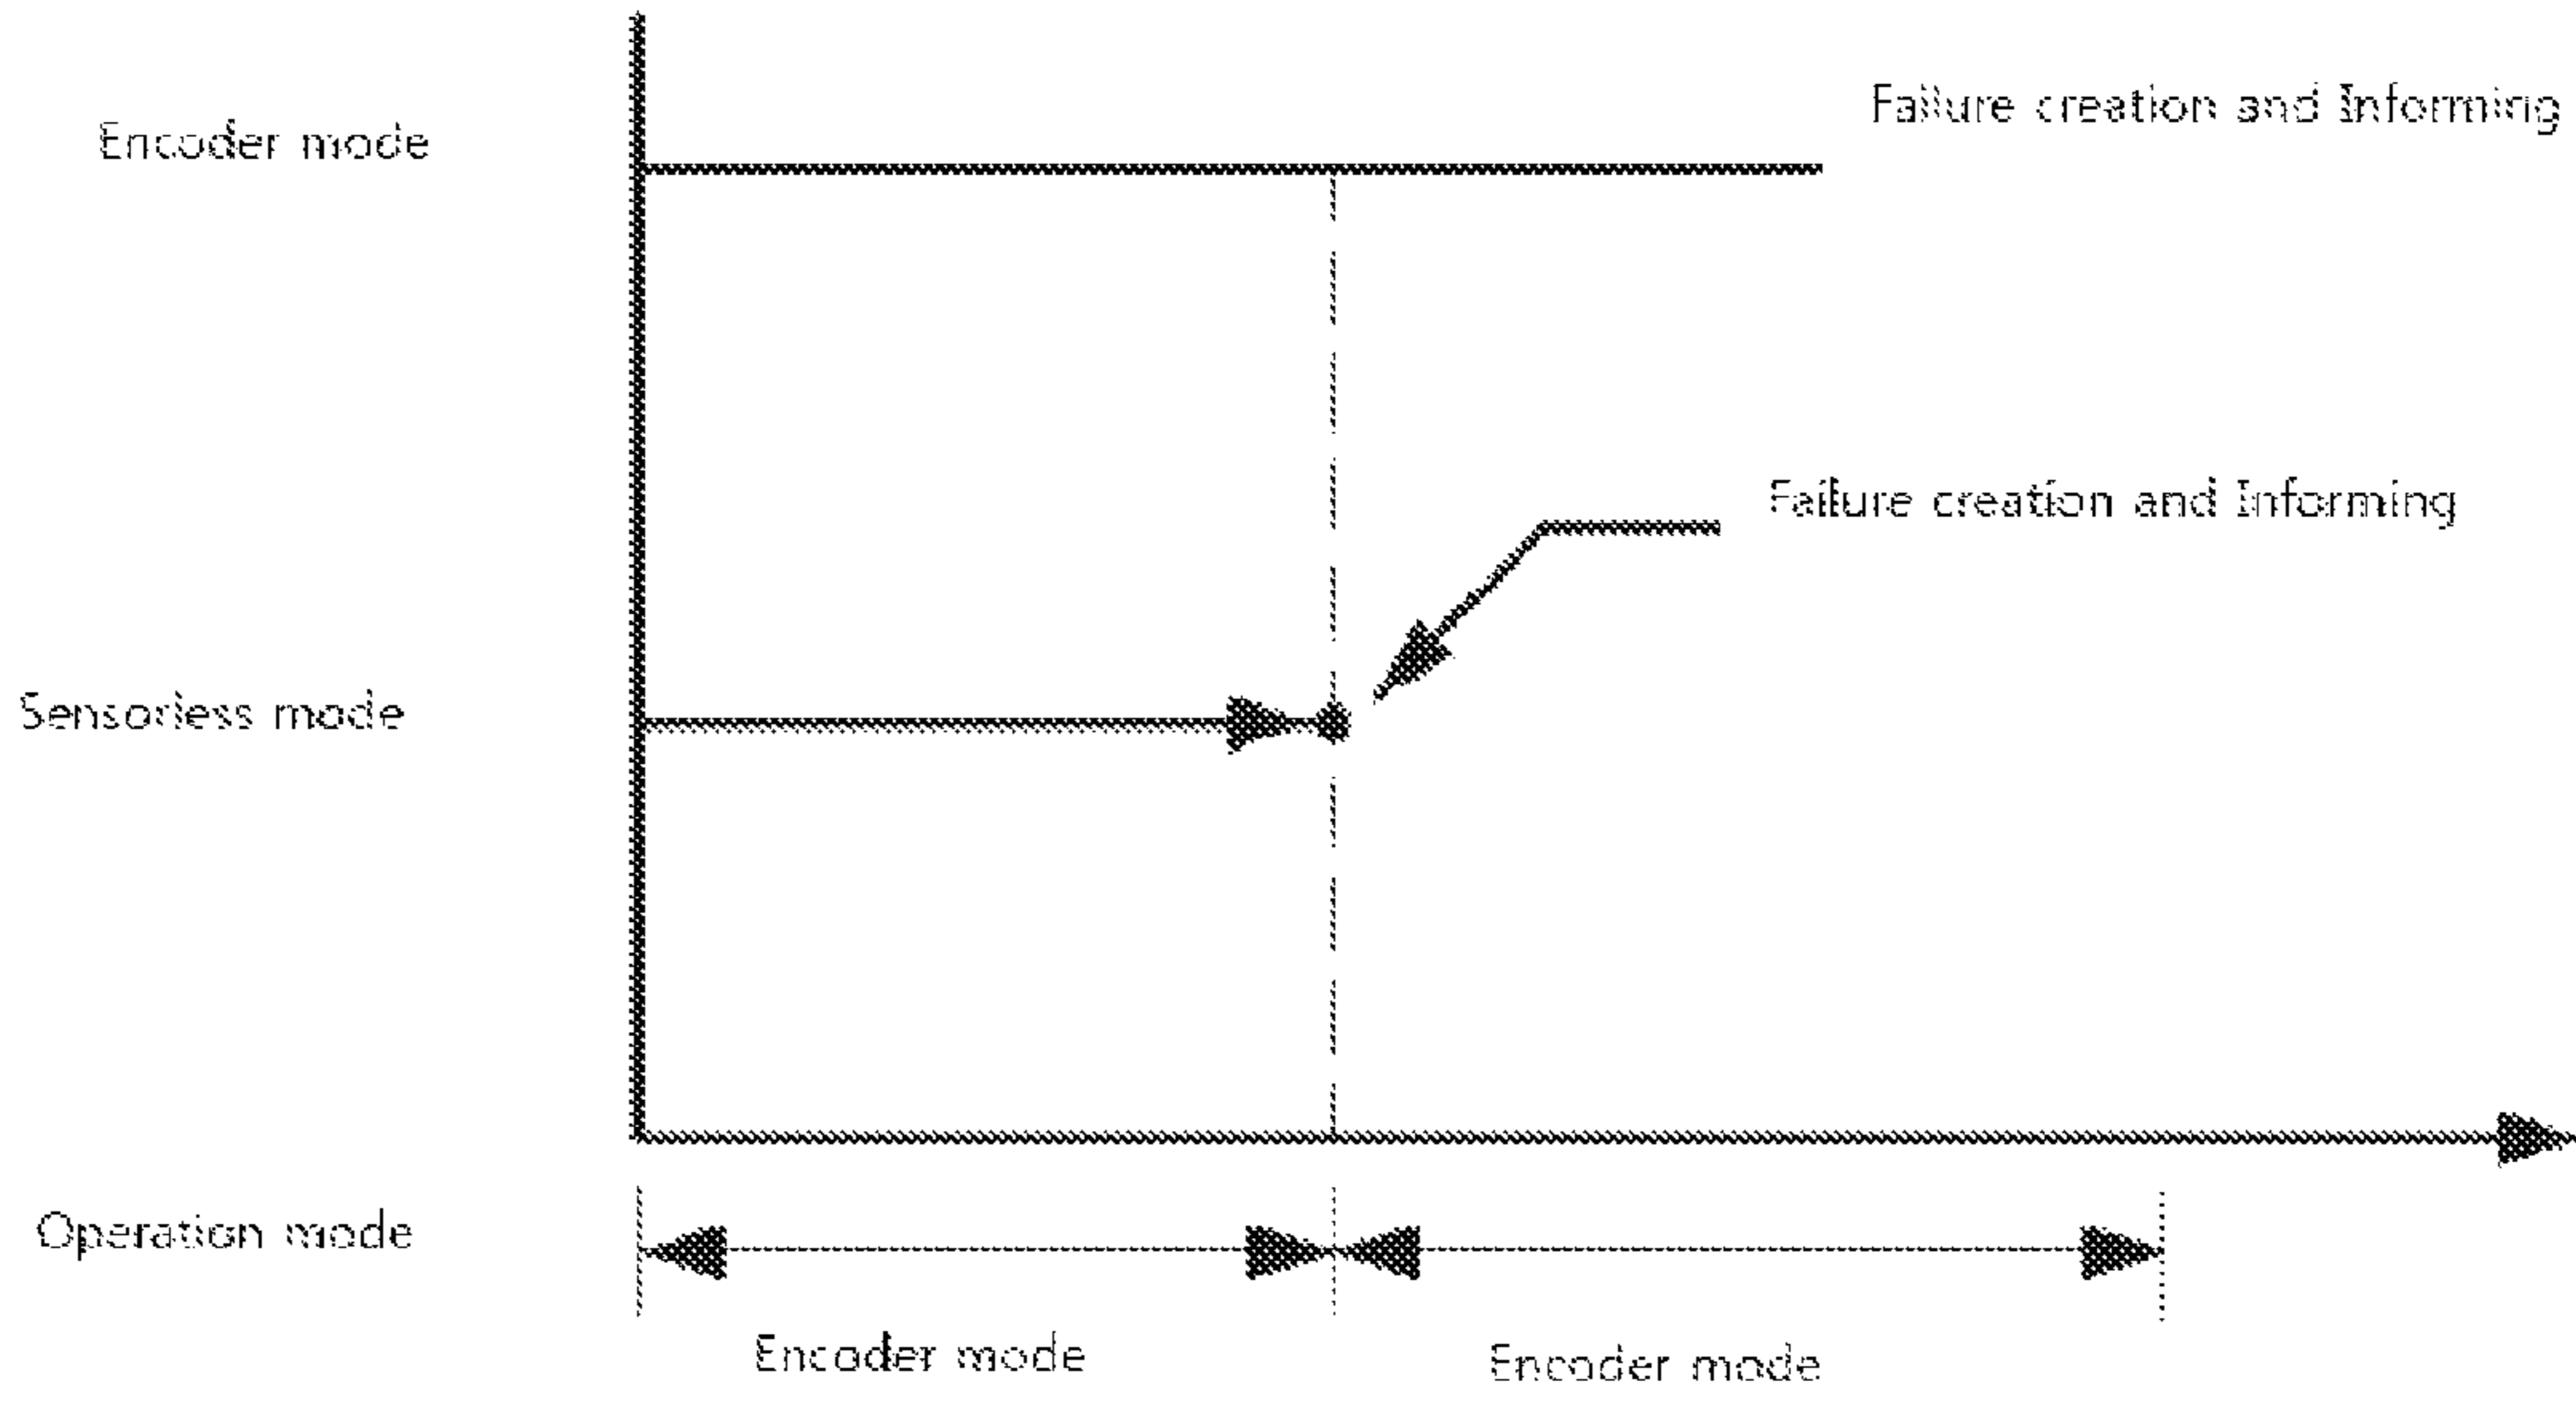 Failure creation and Informing
Encoder mode
Failure creation and Informing
Sensorless mode
Operation mode
Encoder mode
Encoder mode